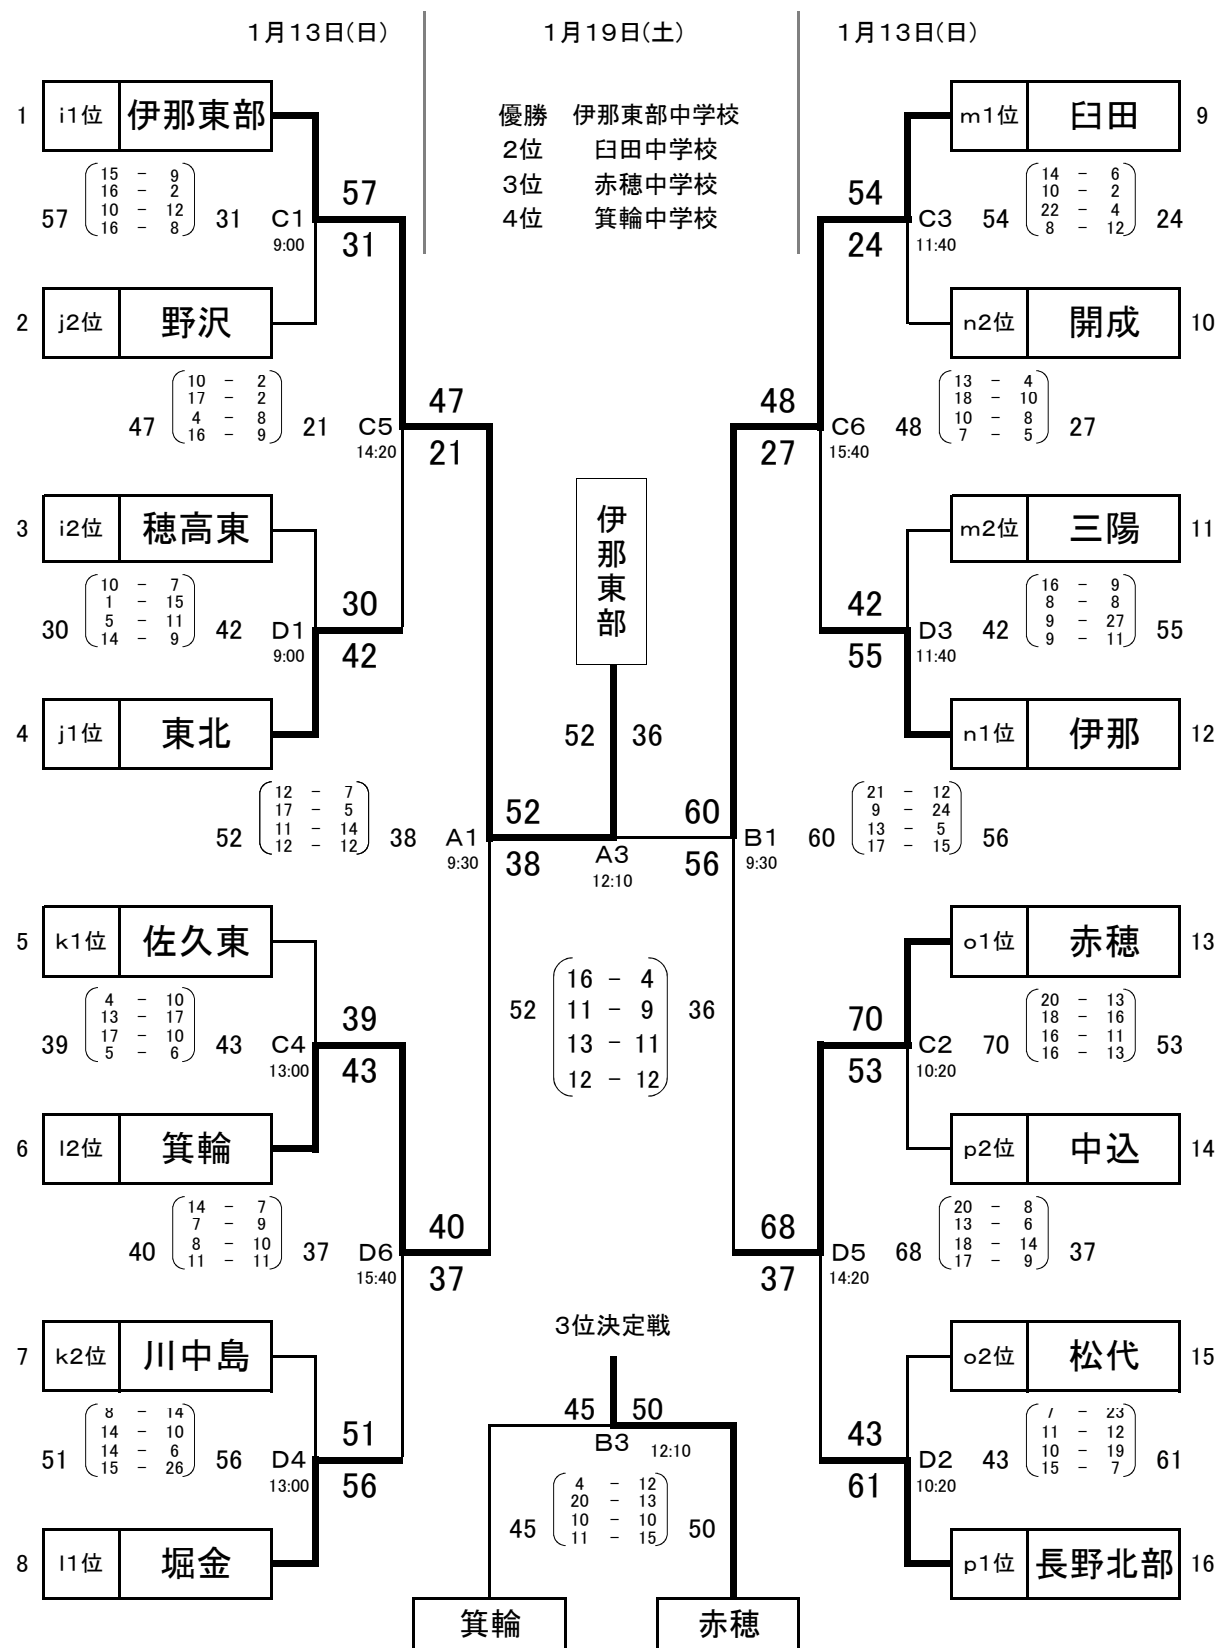 1月13日(日)
1月19日(土)
1月13日(日)
優勝 伊那東部中学校
2位 臼田中学校
3位 赤穂中学校
4位 箕輪中学校
1 i1位 伊那東部
57 31
15 - 9
16 - 2
10 - 12
16 - 8
C1
9:00
57
31
2 j2位 野沢
47 21
10 - 2
17 - 2
4 - 8
16 - 9
C5
14:20
47
21
3 i2位 穂高東
30 42
10 - 7
1 - 15
5 - 11
14 - 9
D1
9:00
30
42
4 j1位 東北
52 38
12 - 7
17 - 5
11 - 14
12 - 12
A1
9:30
52
38
5 k1位 佐久東
39 43
4 - 10
13 - 17
17 - 10
5 - 6
C4
13:00
39
43
6 l2位 箕輪
40 37
14 - 7
7 - 9
8 - 10
11 - 11
D6
15:40
40
37
7 k2位 川中島
51 56
8 - 14
14 - 10
14 - 6
15 - 26
D4
13:00
51
56
8 l1位 堀金
伊那東部
52 36
A3
12:10
52 36
16 - 4
11 - 9
13 - 11
12 - 12
3位決定戦
45 50
B3 12:10
45 50
4 - 12
20 - 13
10 - 10
11 - 15
箕輪
赤穂
m1位 臼田 9
54
24
C3
11:40
54 24
14 - 6
10 - 2
22 - 4
8 - 12
n2位 開成 10
48
27
C6
15:40
48 27
13 - 4
18 - 10
10 - 8
7 - 5
m2位 三陽 11
42
55
D3
11:40
42 55
16 - 9
8 - 8
9 - 27
9 - 11
n1位 伊那 12
60
56
B1
9:30
60 56
21 - 12
9 - 24
13 - 5
17 - 15
o1位 赤穂 13
70
53
C2
10:20
70 53
20 - 13
18 - 16
16 - 11
16 - 13
p2位 中込 14
68
37
D5
14:20
68 37
20 - 8
13 - 6
18 - 14
17 - 9
o2位 松代 15
43
61
D2
10:20
43 61
7 - 23
11 - 12
10 - 19
15 - 7
p1位 長野北部 16